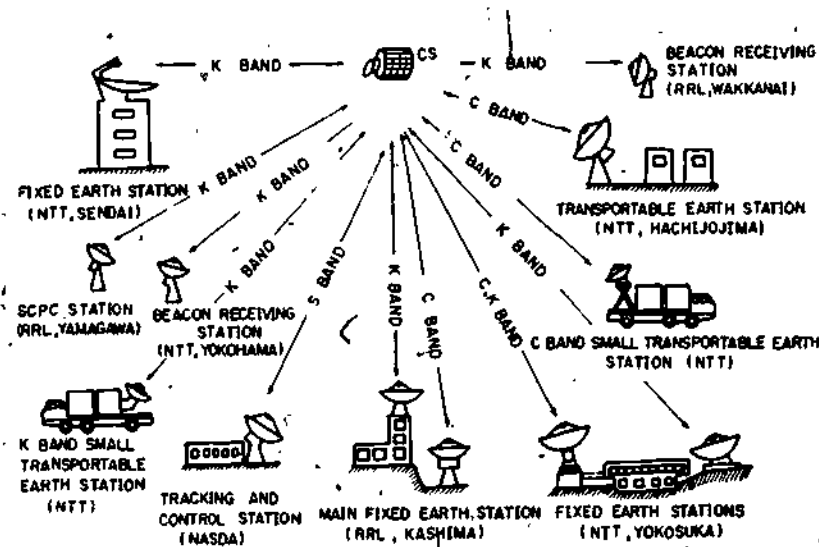 K BAND
CS
K BAND
BEACON RECEIVING
STATION
(RRL,WAKKANAI)
C BAND
FIXED EARTH STATION
(NTT,SENDAI)
K BAND
K BAND
C BAND
TRANSPORTABLE EARTH STATION
(NTT, HACHIJOJIMA)
SCPC STATION
(RRL,YAMAGAWA)
BEACON RECEIVING
STATION
(NTT,YOKOHAMA)
K BAND
S BAND
K BAND
C BAND
C,K BAND
K BAND
C BAND SMALL TRANSPORTABLE EARTH
STATION (NTT)
K BAND SMALL
TRANSPORTABLE
EARTH STATION
(NTT)
TRACKING AND
CONTROL STATION
(NASDA)
MAIN FIXED EARTH STATION
(RRL, KASHIMA)
FIXED EARTH STATIONS
(NTT, YOKOSUKA)